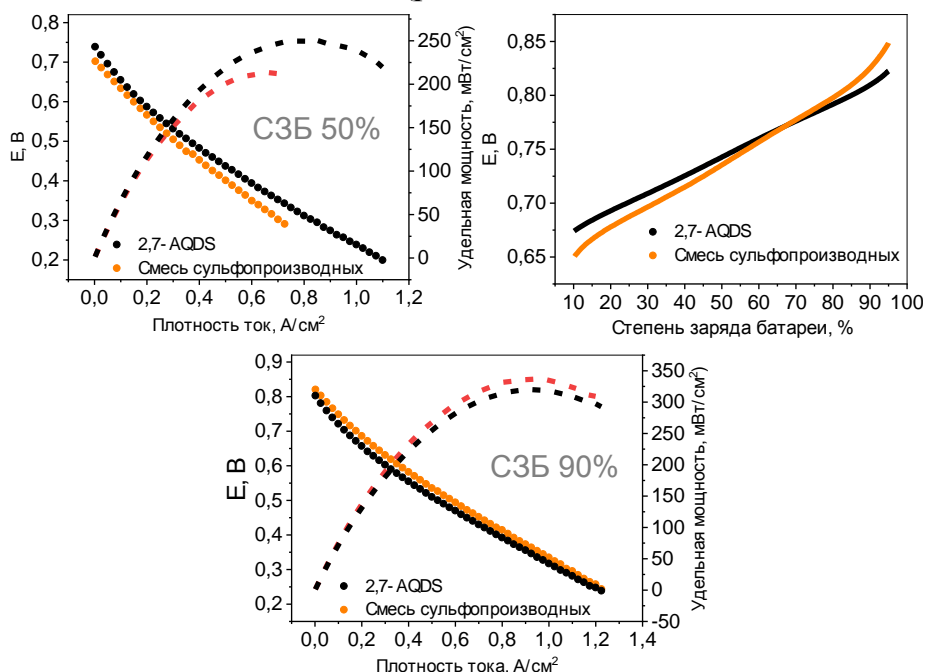 0,8
0,7
0,6
0,5
0,4
0,3
0,2
E, В
250
200
150
100
50
0
Удельная мощность, мВт/см²
СЗБ 50%
2,7- AQDS
Смесь сульфопроизводных
0,0 0,2 0,4 0,6 0,8 1,0 1,2
Плотность ток, А/см²
0,85
0,80
0,75
0,70
0,65
E, В
2,7- AQDS
Смесь сульфопроизводных
10 20 30 40 50 60 70 80 90 100
Степень заряда батареи, %
0,9
0,8
0,7
0,6
0,5
0,4
0,3
0,2
E, В
350
300
250
200
150
100
50
0
-50
Удельная мощность, мВт/см²
СЗБ 90%
2,7- AQDS
Смесь сульфопроизводных
0,0 0,2 0,4 0,6 0,8 1,0 1,2 1,4
Плотность тока, А/см²